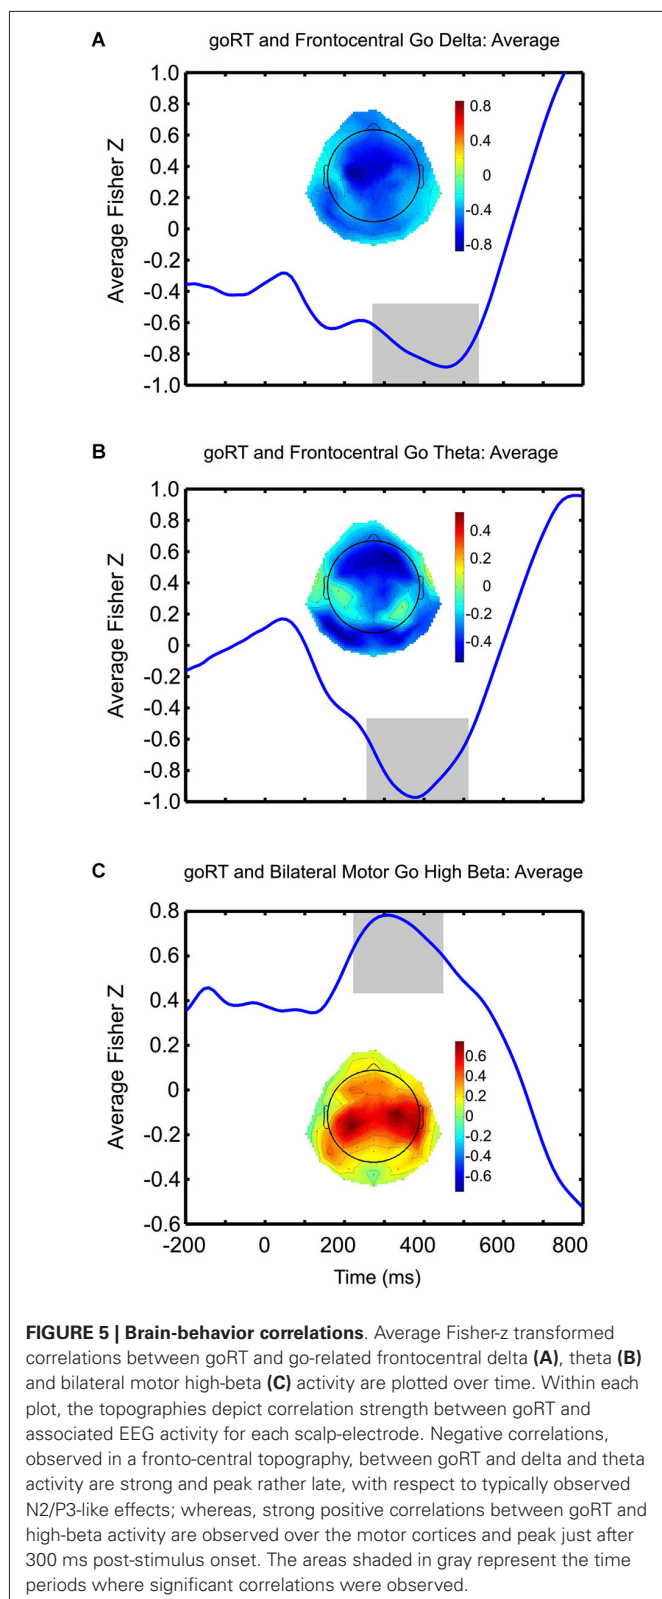 A
goRT and Frontocentral Go Delta: Average
1.0
0.8
0.6
0.4
0.2
0
-0.2
-0.4
-0.6
-0.8
-1.0
Average Fisher Z
0.8
0.4
0
-0.4
-0.8
B
goRT and Frontocentral Go Theta: Average
1.0
0.8
0.6
0.4
0.2
0
-0.2
-0.4
-0.6
-0.8
-1.0
Average Fisher Z
0.4
0.2
0
-0.2
-0.4
C
goRT and Bilateral Motor Go High Beta: Average
0.8
0.6
0.4
0.2
0
-0.2
-0.4
-0.6
Average Fisher Z
0.6
0.4
0.2
0
-0.2
-0.4
-0.6
-200 0 200 400 600 800
Time (ms)
FIGURE 5 | Brain-behavior correlations. Average Fisher-z transformed
correlations between goRT and go-related frontocentral delta (A), theta (B)
and bilateral motor high-beta (C) activity are plotted over time. Within each
plot, the topographies depict correlation strength between goRT and
associated EEG activity for each scalp-electrode. Negative correlations,
observed in a fronto-central topography, between goRT and delta and theta
activity are strong and peak rather late, with respect to typically observed
N2/P3-like effects; whereas, strong positive correlations between goRT and
high-beta activity are observed over the motor cortices and peak just after
300 ms post-stimulus onset. The areas shaded in gray represent the time
periods where significant correlations were observed.